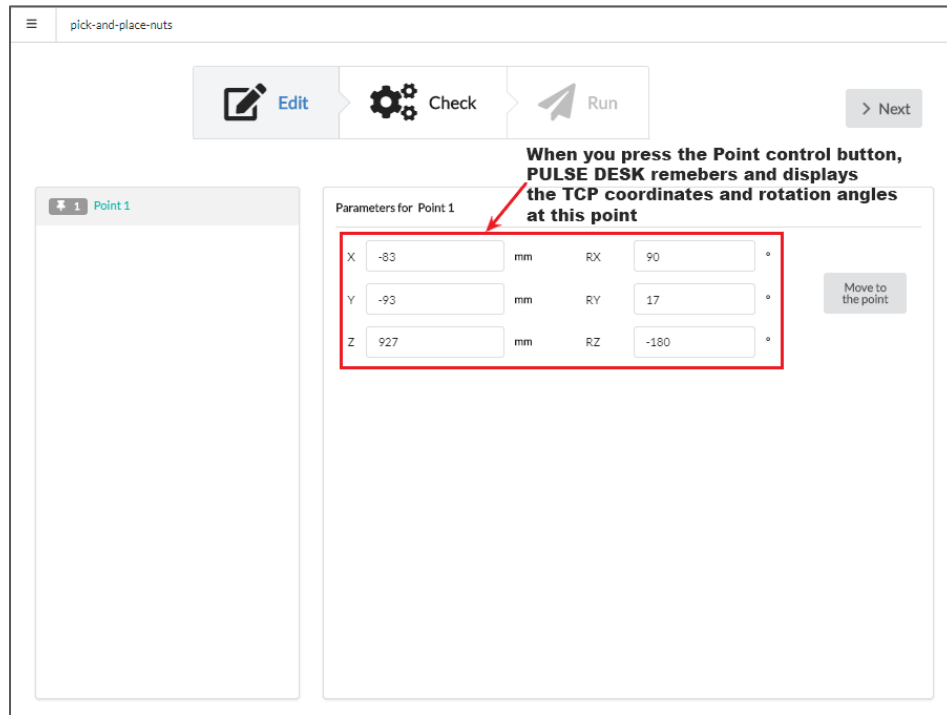 pick-and-place-nuts
Edit
Check
Run
> Next
When you press the Point control button,
PULSE DESK remebers and displays
the TCP coordinates and rotation angles
at this point
1 Point 1
Parameters for Point 1
X -83 mm RX 90 °
Y -93 mm RY 17 °
Z 927 mm RZ -180 °
Move to
the point